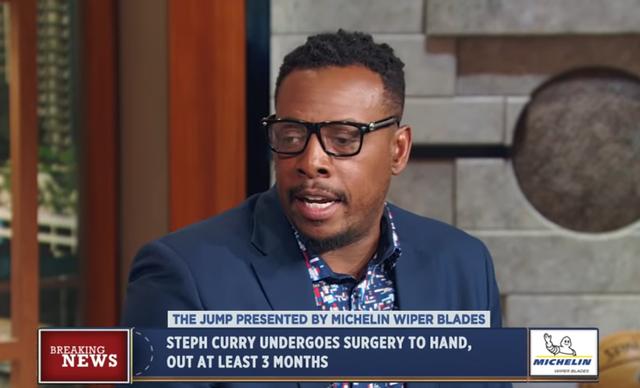 THE JUMP PRESENTED BY MICHELIN WIPER BLADES
BREAKING
NEWS
STEPH CURRY UNDERGOES SURGERY TO HAND,
OUT AT LEAST 3 MONTHS
MICHELIN
WIPER BLADES